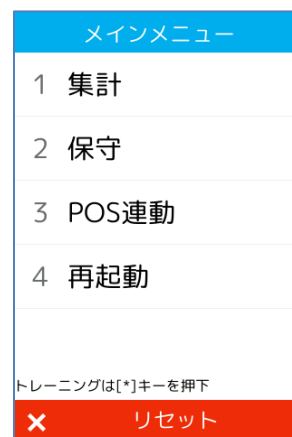 メインメニュー
1 集計
2 保守
3 POS連動
4 再起動
トレーニングは[*]キーを押下
× リセット